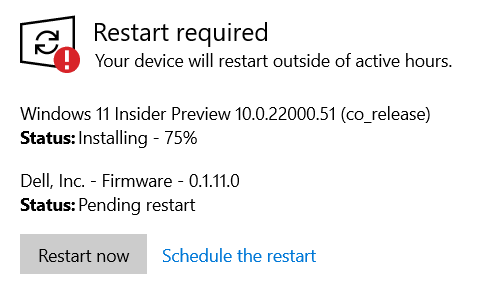 Restart required
Your device will restart outside of active hours.
Windows 11 Insider Preview 10.0.22000.51 (co_release)
Status: Installing - 75%
Dell, Inc. - Firmware - 0.1.11.0
Status: Pending restart
Restart now
Schedule the restart